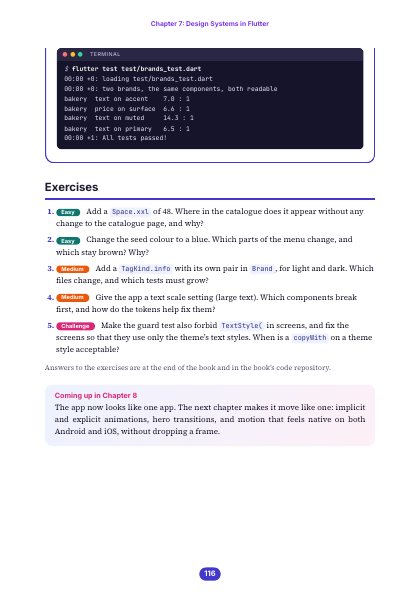 Chapter 7: Design Systems in Flutter
TERMINAL
$ flutter test test/brands_test.dart
00:00 +0: loading test/brands_test.dart
00:00 +0: two brands, the same components, both readable
bakery  text on accent    7.0 : 1
bakery  price on surface  6.6 : 1
bakery  text on muted     14.3 : 1
bakery  text on primary   6.5 : 1
00:00 +1: All tests passed!
Exercises
1. Easy Add a Space.xxl of 48. Where in the catalogue does it appear without any
change to the catalogue page, and why?
2. Easy Change the seed colour to a blue. Which parts of the menu change, and
which stay brown? Why?
3. Medium Add a TagKind.info with its own pair in Brand, for light and dark. Which
files change, and which tests must grow?
4. Medium Give the app a text scale setting (large text). Which components break
first, and how do the tokens help fix them?
5. Challenge Make the guard test also forbid TextStyle( in screens, and fix the
screens so that they use only the theme's text styles. When is a copyWith on a theme
style acceptable?
Answers to the exercises are at the end of the book and in the book's code repository.
Coming up in Chapter 8
The app now looks like one app. The next chapter makes it move like one: implicit
and explicit animations, hero transitions, and motion that feels native on both
Android and iOS, without dropping a frame.
116